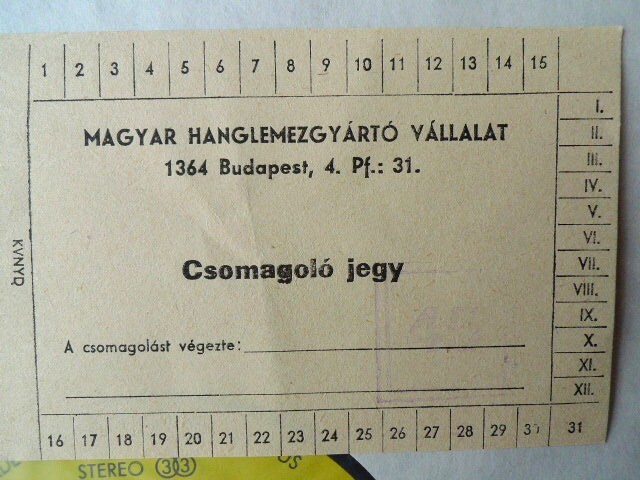 1 2 3 4 5 6 7 8 9 10 11 12 13 14 15
MAGYAR HANGLEMEZGYÁRTÓ VÁLLALAT
1364 Budapest, 4. Pf.: 31.
Csomagoló jegy
A csomagolást végezte:
I.
II.
III.
IV.
V.
VI.
VII.
VIII.
IX.
X.
XI.
XII.
KVNYD
16 17 18 19 20 21 22 23 24 25 26 27 28 29 30 31
STEREO 33